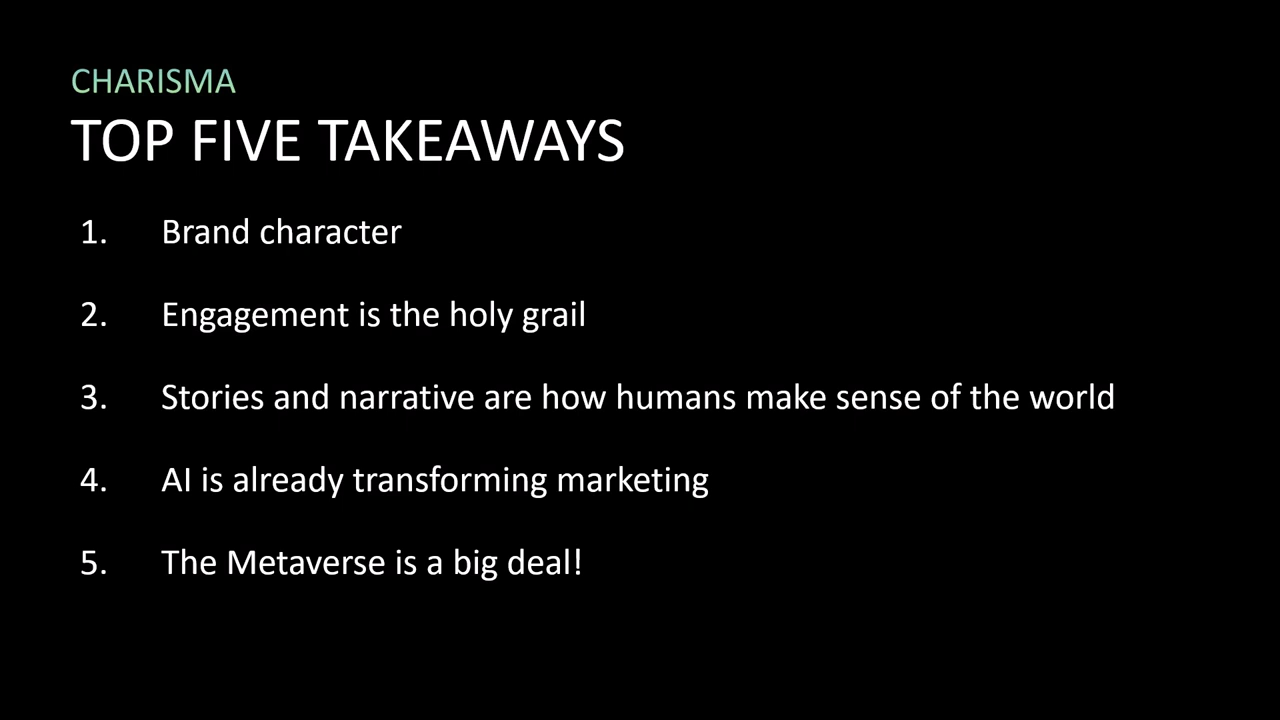 CHARISMA
TOP FIVE TAKEAWAYS
1. Brand character
2. Engagement is the holy grail
3. Stories and narrative are how humans make sense of the world
4. AI is already transforming marketing
5. The Metaverse is a big deal!